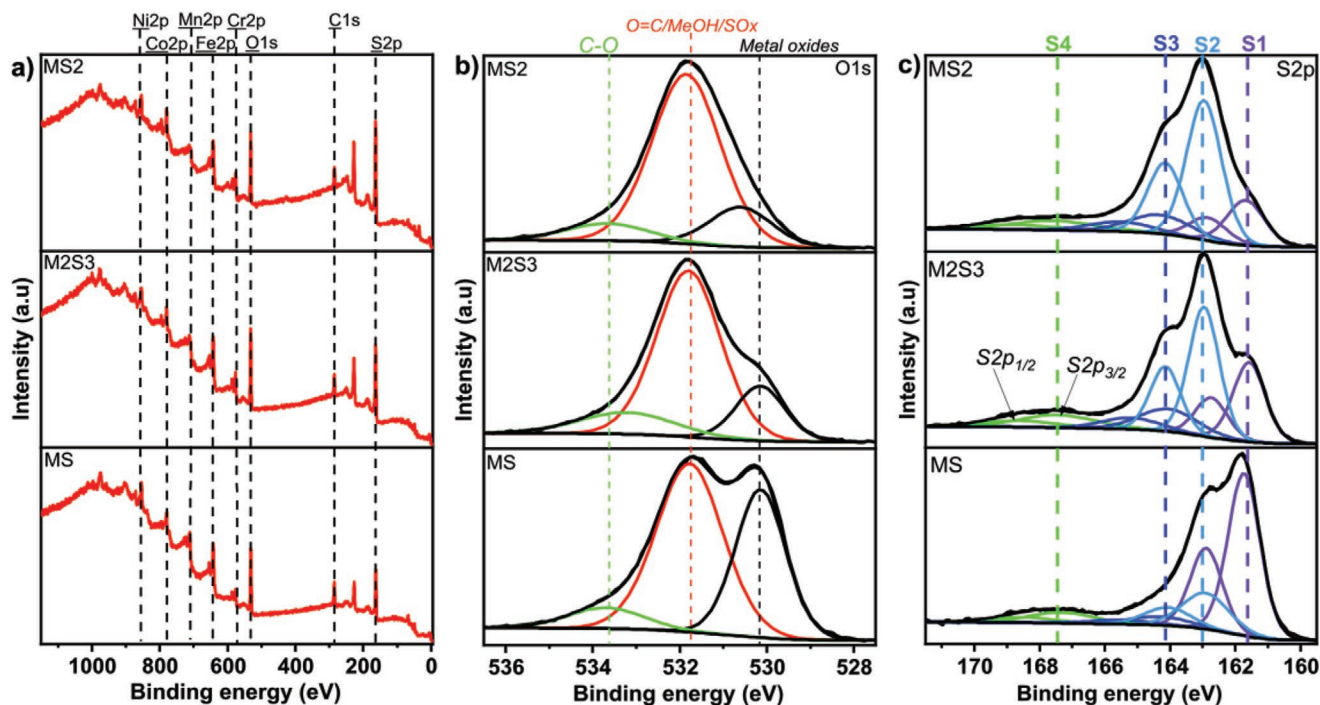 Ni2p Mn2p Cr2p C1s
Co2p Fe2p O1s S2p
a)
MS2
M2S3
MS
Intensity (a.u)
1000 800 600 400 200 0
Binding energy (eV)
O=C/MeOH/SOx
C-O Metal oxides
b)
MS2 O1s
M2S3
MS
Intensity (a.u)
536 534 532 530 528
Binding energy (eV)
S4 S3 S2 S1
c)
MS2 S2p
M2S3
S2p1/2 S2p3/2
MS
Intensity (a.u)
170 168 166 164 162 160
Binding energy (eV)